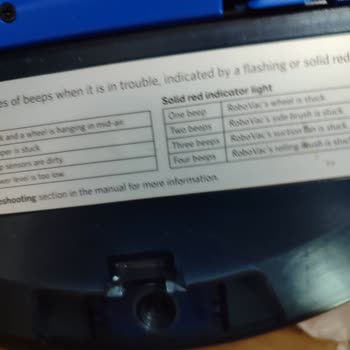 es of beeps when it is in trouble, indicated by a flashing or solid red
k and a wheel is hanging in mid-air.
per is stuck.
p sensors are dirty.
wer level is too low.
Solid red indicator light
One beep RoboVac's wheel is stuck.
Two beeps RoboVac's side brush is stuck.
Three beeps RoboVac's suction fan is stuck.
Four beeps RoboVac's rolling brush is stuc
eshooting section in the manual for more information.